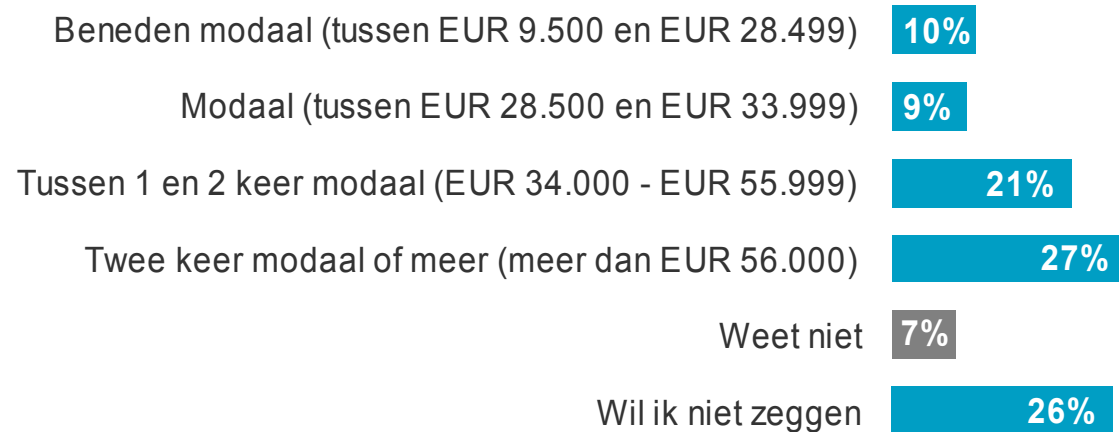 Beneden modaal (tussen EUR 9.500 en EUR 28.499) 10%
Modaal (tussen EUR 28.500 en EUR 33.999) 9%
Tussen 1 en 2 keer modaal (EUR 34.000 - EUR 55.999) 21%
Twee keer modaal of meer (meer dan EUR 56.000) 27%
Weet niet 7%
Wil ik niet zeggen 26%